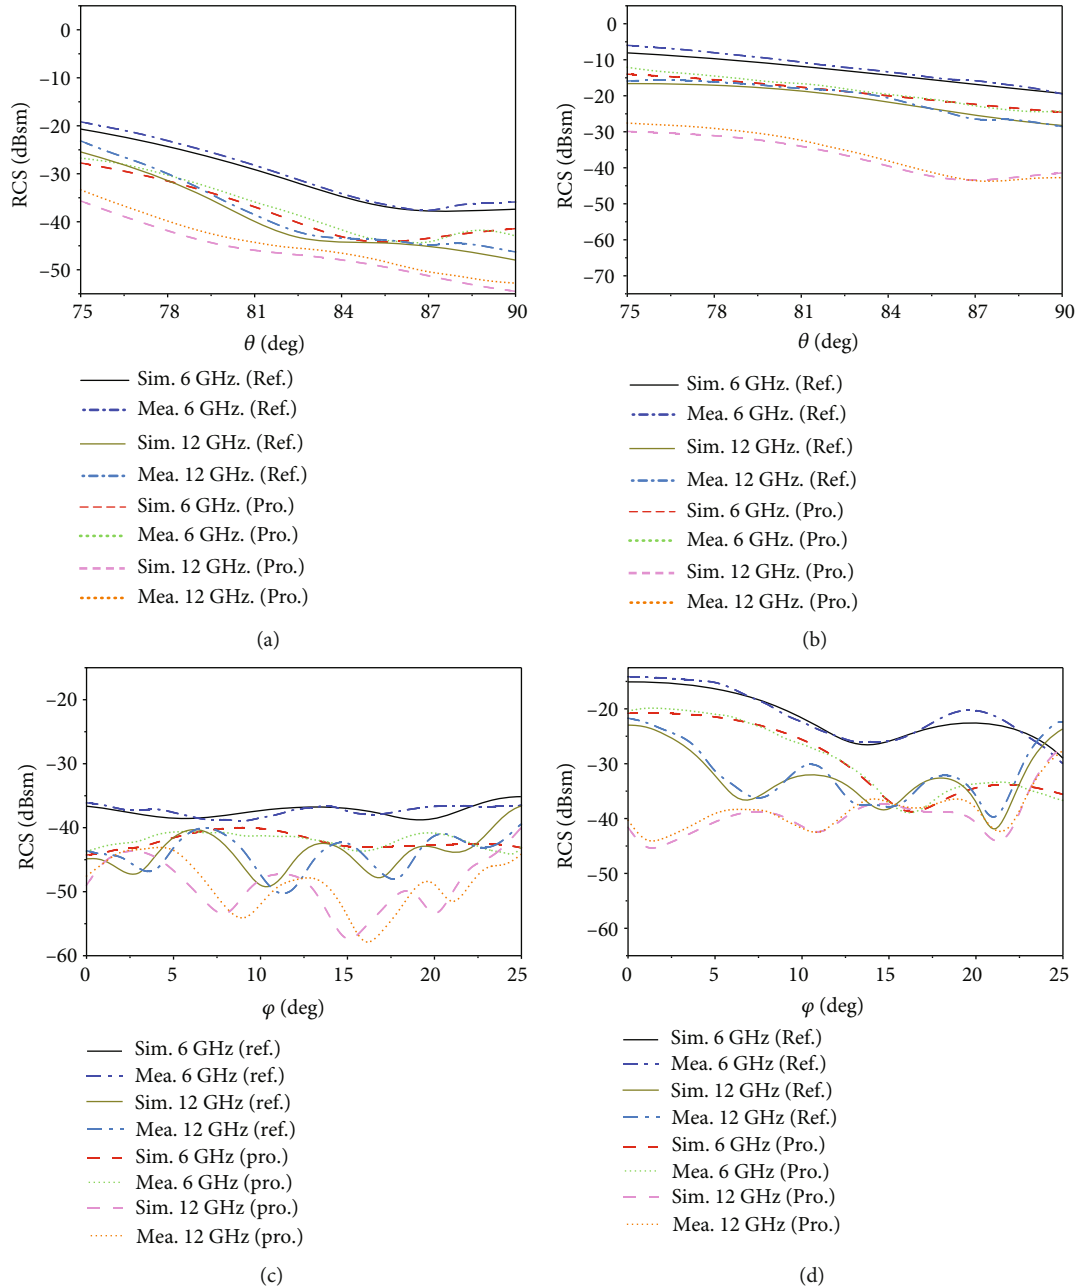 RCS (dBsm)
0
−10
−20
−30
−40
−50
75
78
81
84
87
90
θ (deg)
Sim. 6 GHz. (Ref.)
Mea. 6 GHz. (Ref.)
Sim. 12 GHz. (Ref.)
Mea. 12 GHz. (Ref.)
Sim. 6 GHz. (Pro.)
Mea. 6 GHz. (Pro.)
Sim. 12 GHz. (Pro.)
Mea. 12 GHz. (Pro.)
(a)
RCS (dBsm)
0
−10
−20
−30
−40
−50
−60
−70
75
78
81
84
87
90
θ (deg)
Sim. 6 GHz. (Ref.)
Mea. 6 GHz. (Ref.)
Sim. 12 GHz. (Ref.)
Mea. 12 GHz. (Ref.)
Sim. 6 GHz. (Pro.)
Mea. 6 GHz. (Pro.)
Sim. 12 GHz. (Pro.)
Mea. 12 GHz. (Pro.)
(b)
RCS (dBsm)
−20
−30
−40
−50
−60
0
5
10
15
20
25
φ (deg)
Sim. 6 GHz (ref.)
Mea. 6 GHz (ref.)
Sim. 12 GHz (ref.)
Mea. 12 GHz (ref.)
Sim. 6 GHz (pro.)
Mea. 6 GHz (pro.)
Sim. 12 GHz (pro.)
Mea. 12 GHz (pro.)
(c)
RCS (dBsm)
−20
−30
−40
−50
−60
0
5
10
15
20
25
φ (deg)
Sim. 6 GHz (Ref.)
Mea. 6 GHz (Ref.)
Sim. 12 GHz (Ref.)
Mea. 12 GHz (Ref.)
Sim. 6 GHz (Pro.)
Mea. 6 GHz (Pro.)
Sim. 12 GHz (Pro.)
Mea. 12 GHz (Pro.)
(d)